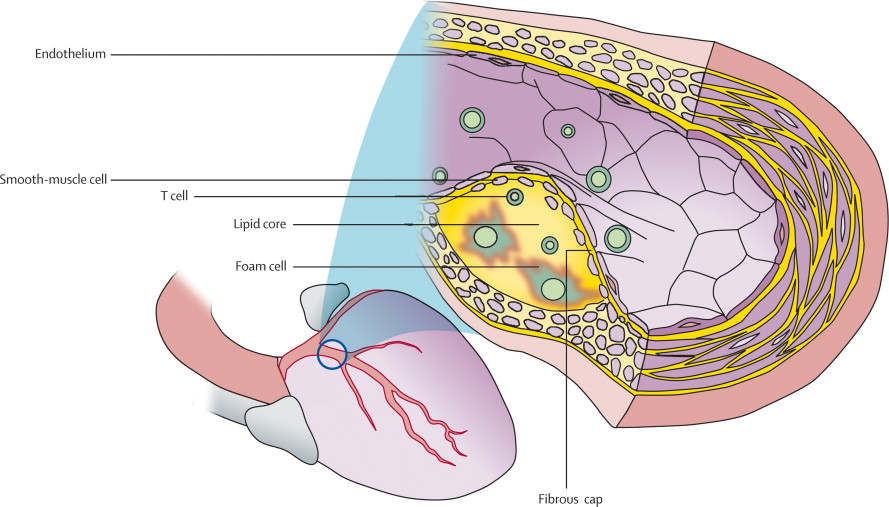 Endothelium
Smooth-muscle cell
T cell
Lipid core
Foam cell
Fibrous cap